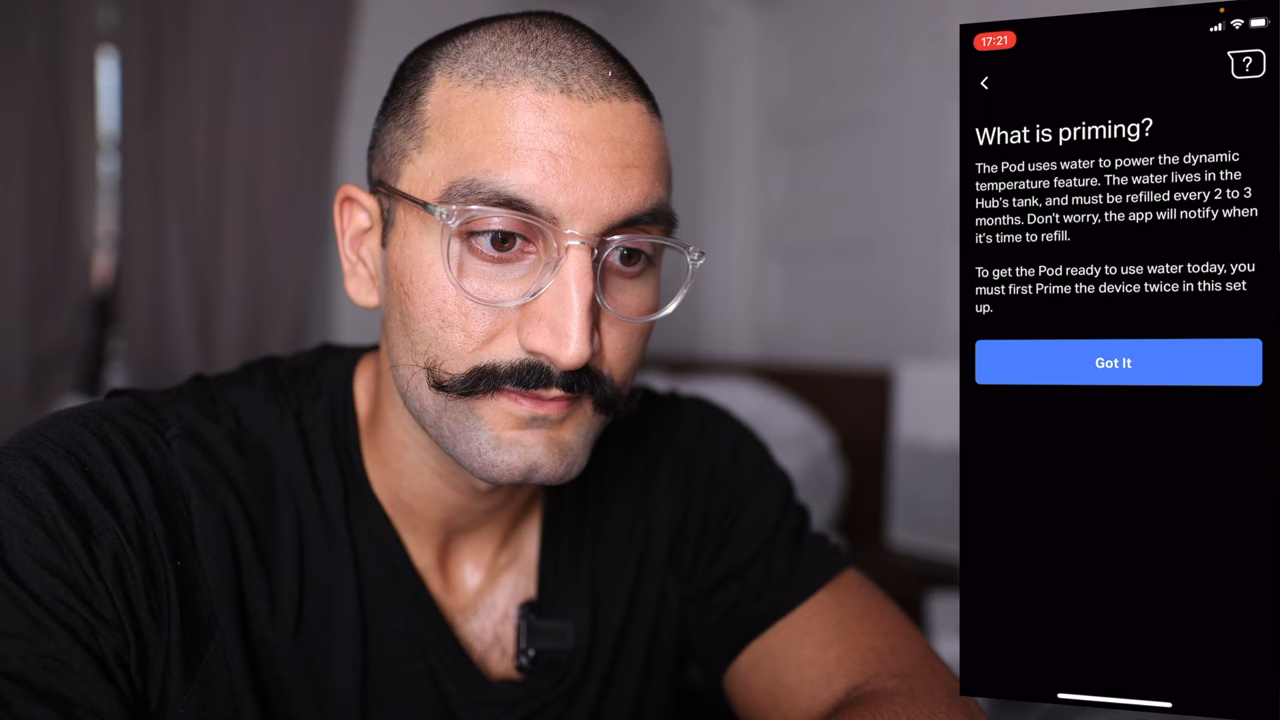 17:21
?
What is priming?
The Pod uses water to power the dynamic
temperature feature. The water lives in the
Hub’s tank, and must be refilled every 2 to 3
months. Don’t worry, the app will notify when
it’s time to refill.
To get the Pod ready to use water today, you
must first Prime the device twice in this set
up.
Got It